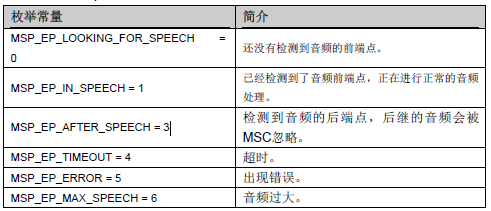 枚举常量 简介
MSP_EP_LOOKING_FOR_SPEECH = 还没有检测到音频的前端点。
0
MSP_EP_IN_SPEECH = 1 已经检测到了音频前端点，正在进行正常的音频
处理。
MSP_EP_AFTER_SPEECH = 3 检测到音频的后端点，后继的音频会被
MSC忽略。
MSP_EP_TIMEOUT = 4 超时。
MSP_EP_ERROR = 5 出现错误。
MSP_EP_MAX_SPEECH = 6 音频过大。